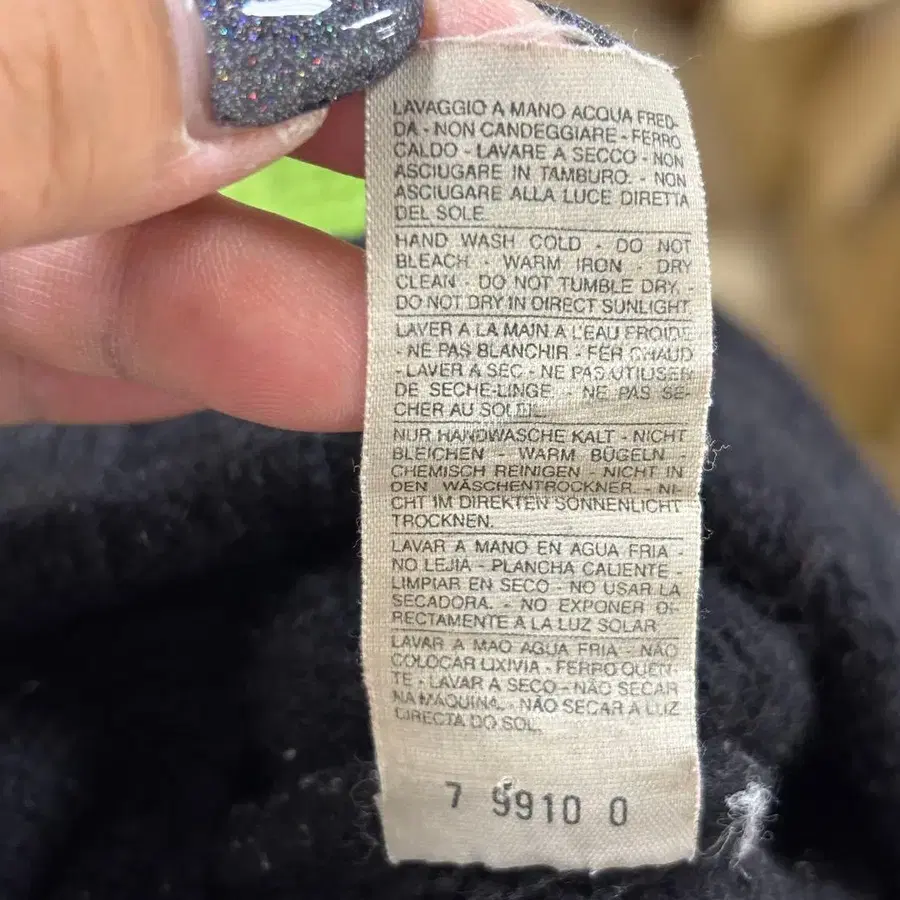 LAVAGGIO A MANO ACQUA FRED-
DA - NON CANDEGGIARE - FERRO
CALDO - LAVARE A SECCO - NON
ASCIUGARE IN TAMBURO. - NON
ASCIUGARE ALLA LUCE DIRETTA
DEL SOLE
HAND WASH COLD - DO NOT
BLEACH - WARM IRON - DRY
CLEAN - DO NOT TUMBLE DRY. -
DO NOT DRY IN DIRECT SUNLIGHT
LAVER A LA MAIN A L'EAU FROIDE
- NE PAS BLANCHIR - FER CHAUD
- LAVER A SEC - NE PAS UTILISER
DE SECHE-LINGE. - NE PAS SE-
CHER AU SOLEIL.
NUR HANDWASCHE KALT - NICHT
BLEICHEN - WARM BÜGELN -
CHEMISCH REINIGEN - NICHT IN
DEN WÄSCHENTROCKNER. - NI-
CHT IM DIREKTEN SONNENLICHT
TROCKNEN.
LAVAR A MANO EN AGUA FRIA -
NO LEJIA - PLANCHA CALIENTE -
LIMPIAR EN SECO - NO USAR LA
SECADORA. - NO EXPONER DI-
RECTAMENTE A LA LUZ SOLAR
LAVAR A MAO AGUA FRIA - NÃO
COLOCAR LIXIVIA - FERRO QUEN-
TE - LAVAR A SECO - NÃO SECAR
NA MAQUINA. - NÃO SECAR A LUZ
DIRECTA DO SOL.
7 9910 0